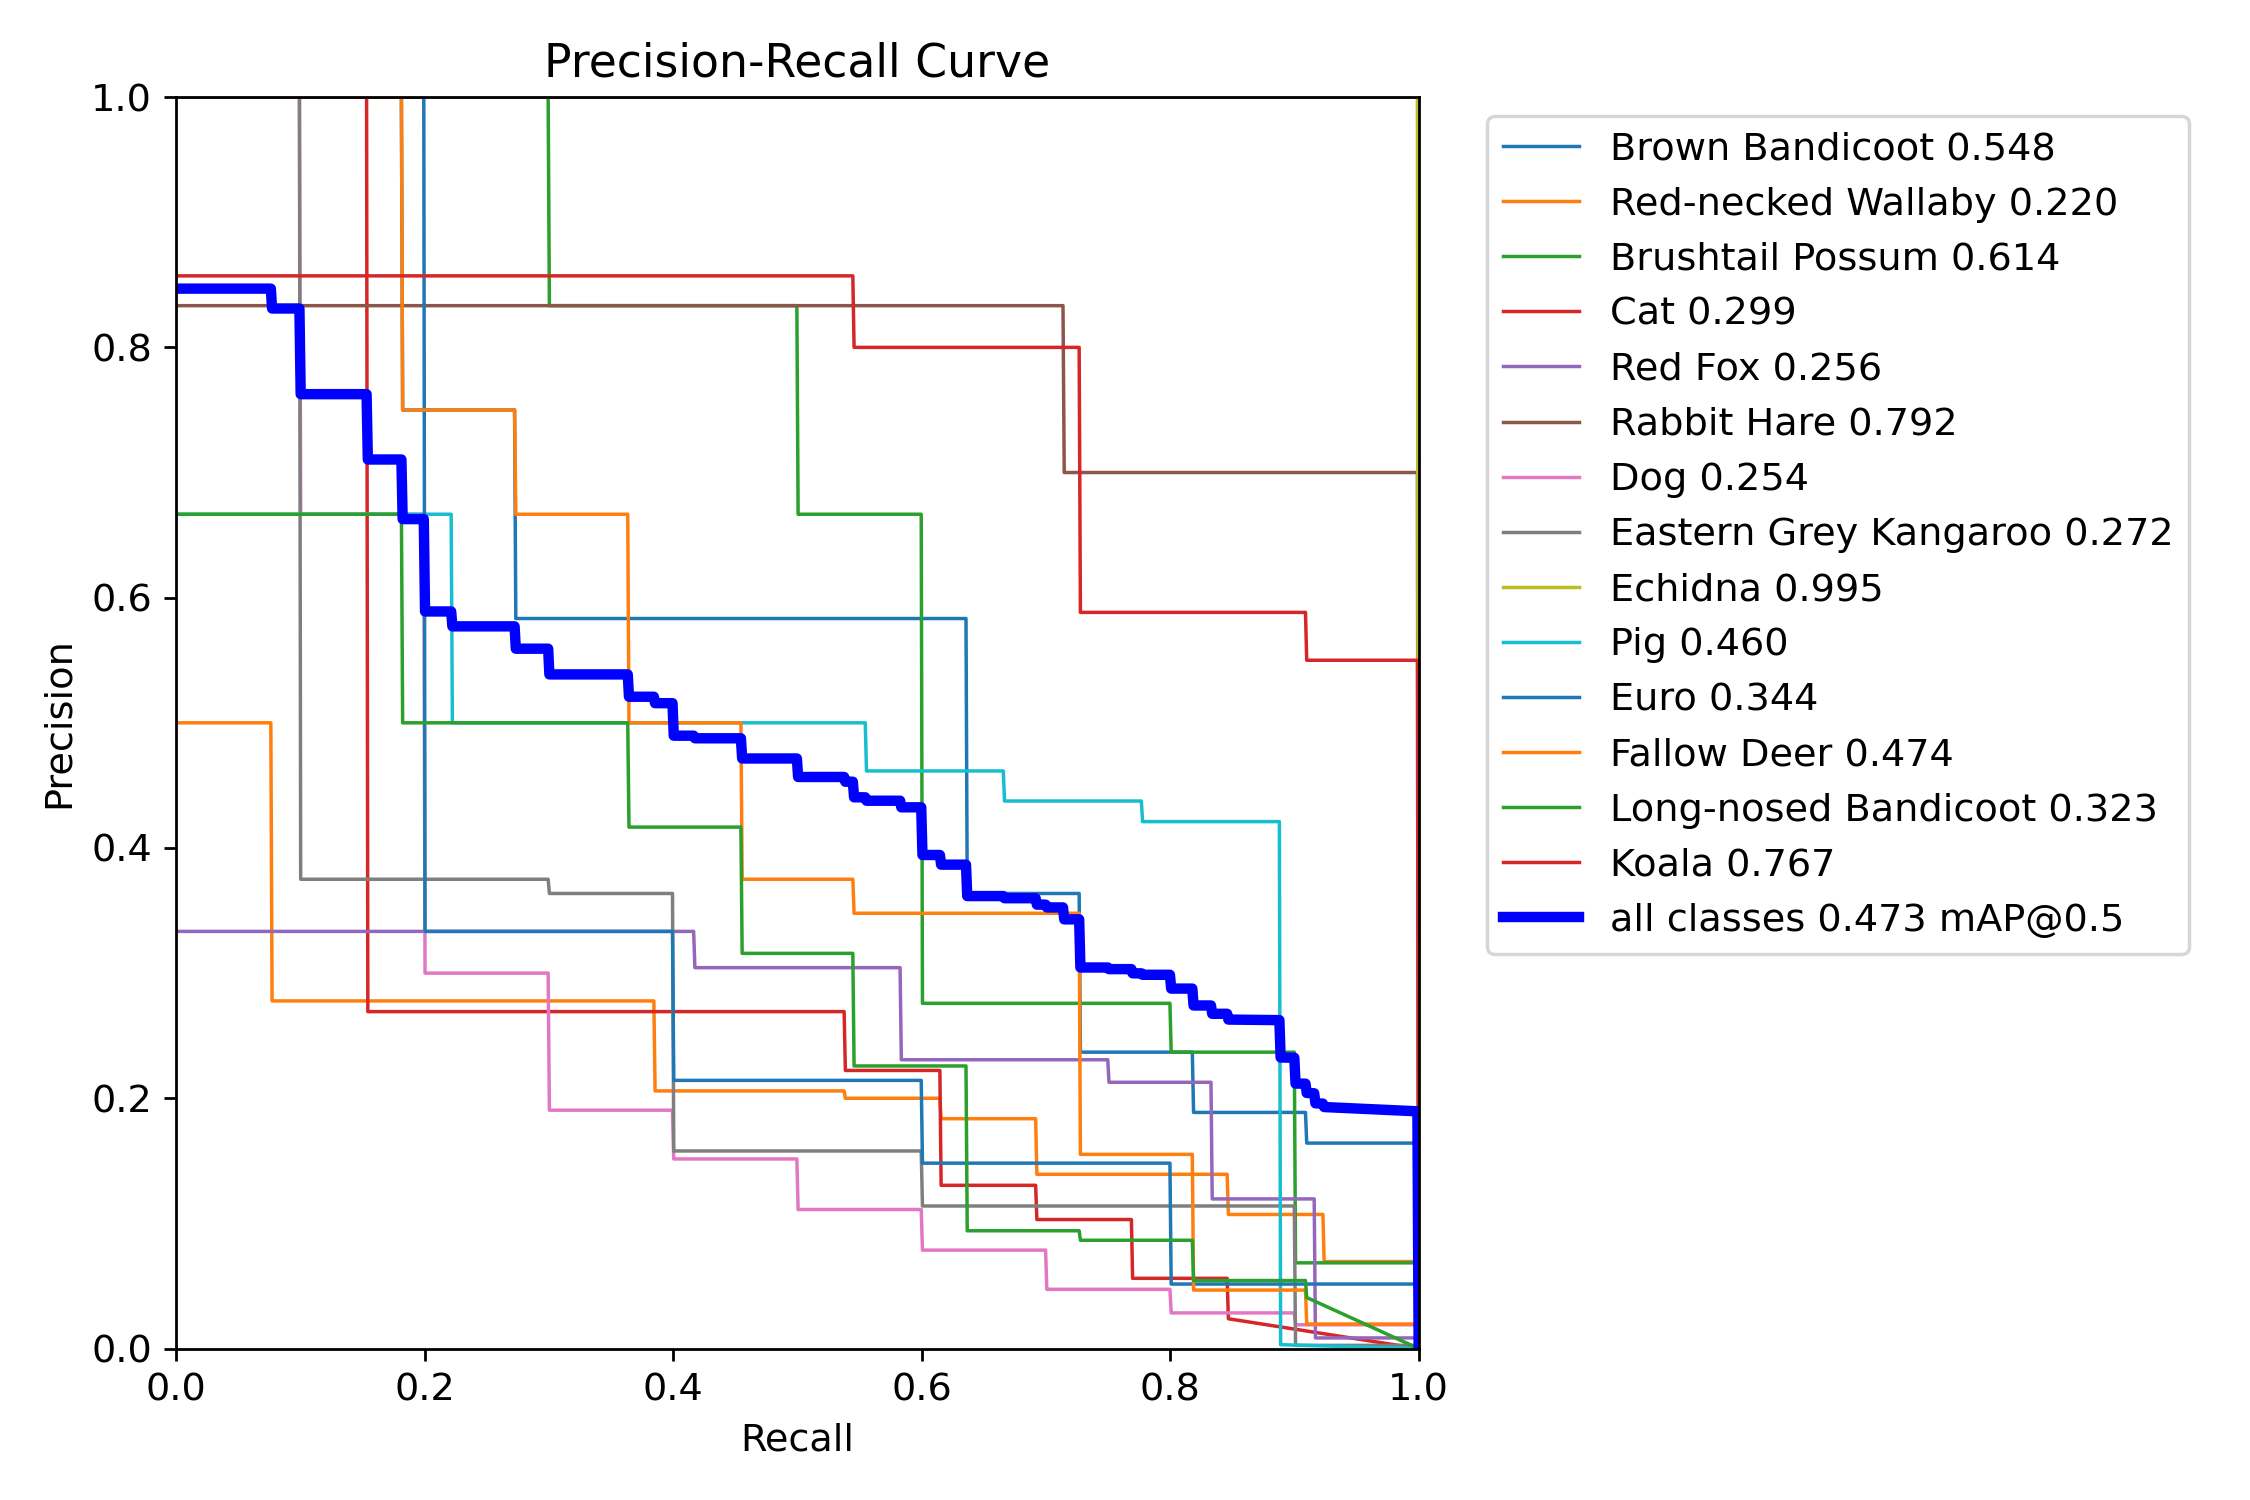 Precision-Recall Curve
1.0
0.8
0.6
0.4
0.2
0.0
Precision
0.0 0.2 0.4 0.6 0.8 1.0
Recall
Brown Bandicoot 0.548
Red-necked Wallaby 0.220
Brushtail Possum 0.614
Cat 0.299
Red Fox 0.256
Rabbit Hare 0.792
Dog 0.254
Eastern Grey Kangaroo 0.272
Echidna 0.995
Pig 0.460
Euro 0.344
Fallow Deer 0.474
Long-nosed Bandicoot 0.323
Koala 0.767
all classes 0.473 mAP@0.5